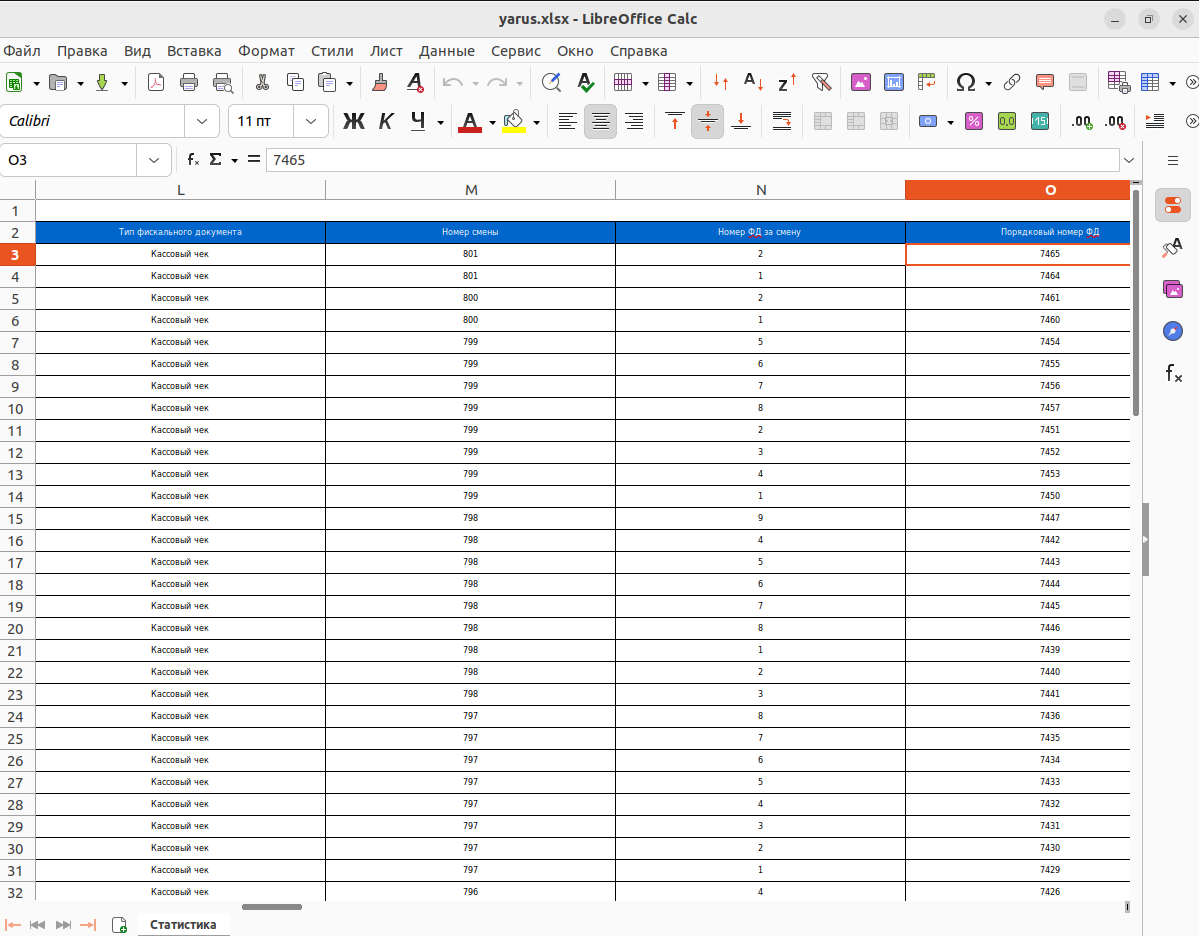 yarus.xlsx - LibreOffice Calc
Файл Правка Вид Вставка Формат Стили Лист Данные Сервис Окно Справка
Calibri 11 пт Ж К Ч А
O3 7465
L M N O
1
2 Тип фискального документа Номер смены Номер ФД за смену Порядковый номер ФД
3 Кассовый чек 801 2 7465
4 Кассовый чек 801 1 7464
5 Кассовый чек 800 2 7461
6 Кассовый чек 800 1 7460
7 Кассовый чек 799 5 7454
8 Кассовый чек 799 6 7455
9 Кассовый чек 799 7 7456
10 Кассовый чек 799 8 7457
11 Кассовый чек 799 2 7451
12 Кассовый чек 799 3 7452
13 Кассовый чек 799 4 7453
14 Кассовый чек 799 1 7450
15 Кассовый чек 798 9 7447
16 Кассовый чек 798 4 7442
17 Кассовый чек 798 5 7443
18 Кассовый чек 798 6 7444
19 Кассовый чек 798 7 7445
20 Кассовый чек 798 8 7446
21 Кассовый чек 798 1 7439
22 Кассовый чек 798 2 7440
23 Кассовый чек 798 3 7441
24 Кассовый чек 797 8 7436
25 Кассовый чек 797 7 7435
26 Кассовый чек 797 6 7434
27 Кассовый чек 797 5 7433
28 Кассовый чек 797 4 7432
29 Кассовый чек 797 3 7431
30 Кассовый чек 797 2 7430
31 Кассовый чек 797 1 7429
32 Кассовый чек 796 4 7426
Статистика